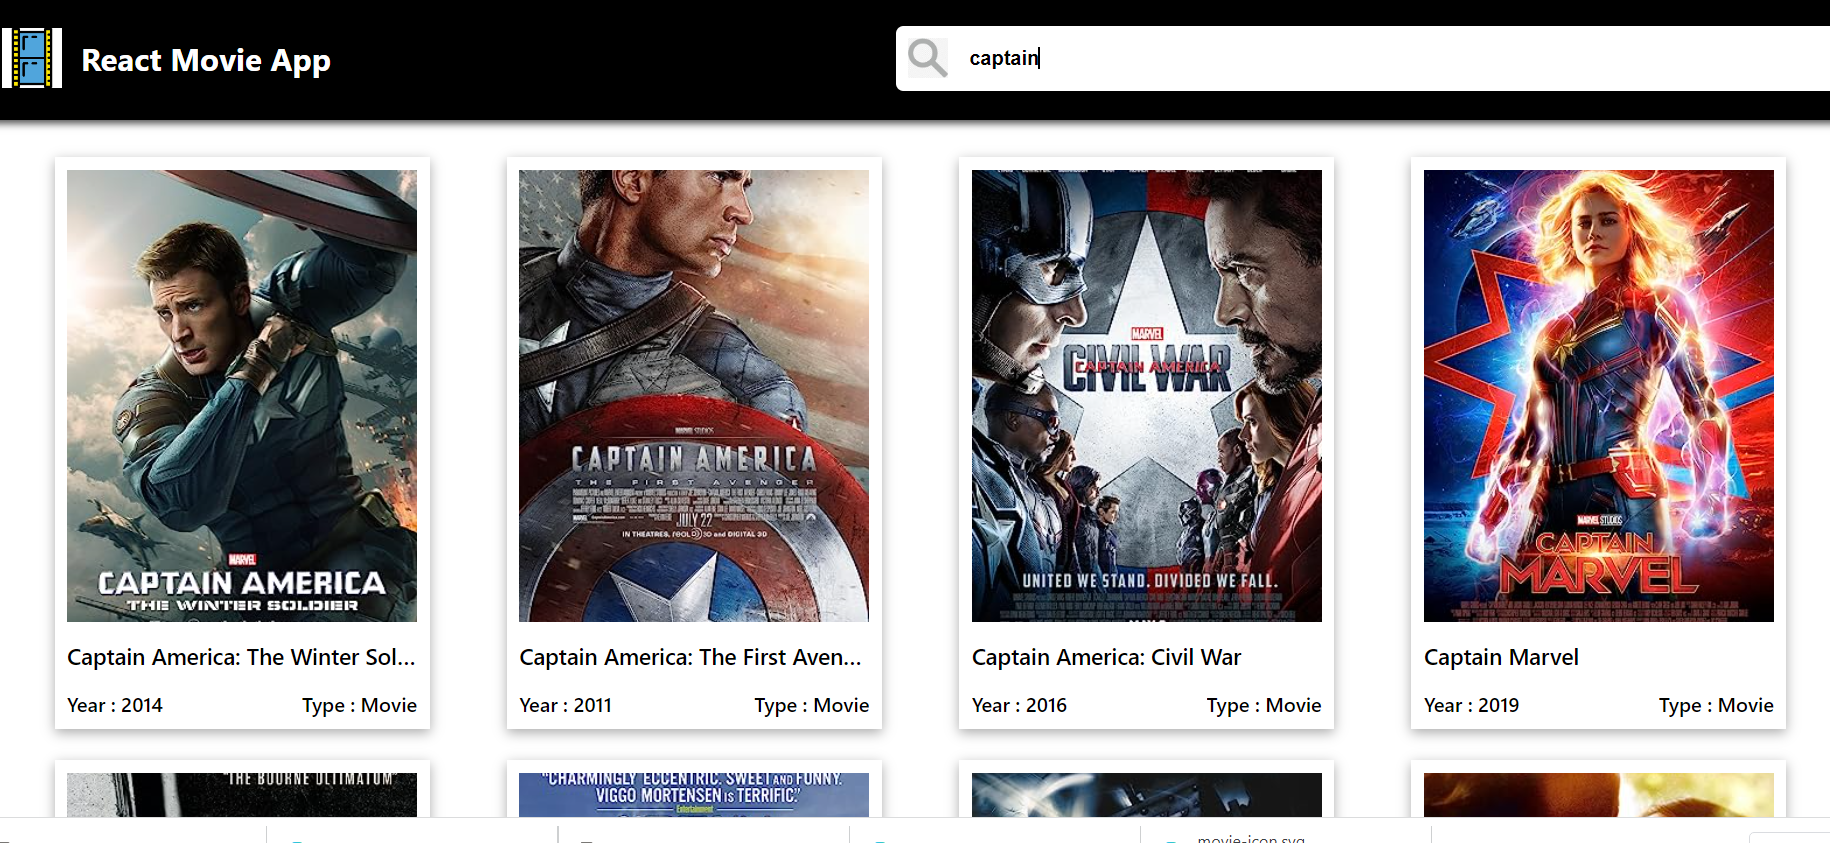 React Movie App
captain
MARVEL
CAPTAIN AMERICA
THE WINTER SOLDIER
Captain America: The Winter Sol...
Year : 2014
Type : Movie
MARVEL STUDIOS
CAPTAIN AMERICA
THE FIRST AVENGER
JULY 22
IN THEATRES, REAL D 3D and DIGITAL 3D
Captain America: The First Aven...
Year : 2011
Type : Movie
MARVEL
CAPTAIN AMERICA
CIVIL WAR
UNITED WE STAND. DIVIDED WE FALL.
Captain America: Civil War
Year : 2016
Type : Movie
MARVEL STUDIOS
CAPTAIN
MARVEL
Captain Marvel
Year : 2019
Type : Movie
"THE BOURNE ULTIMATUM"
"CHARMINGLY ECCENTRIC. SWEET AND FUNNY.
VIGGO MORTENSEN IS TERRIFIC."
Entertainment
movie-icon.svg